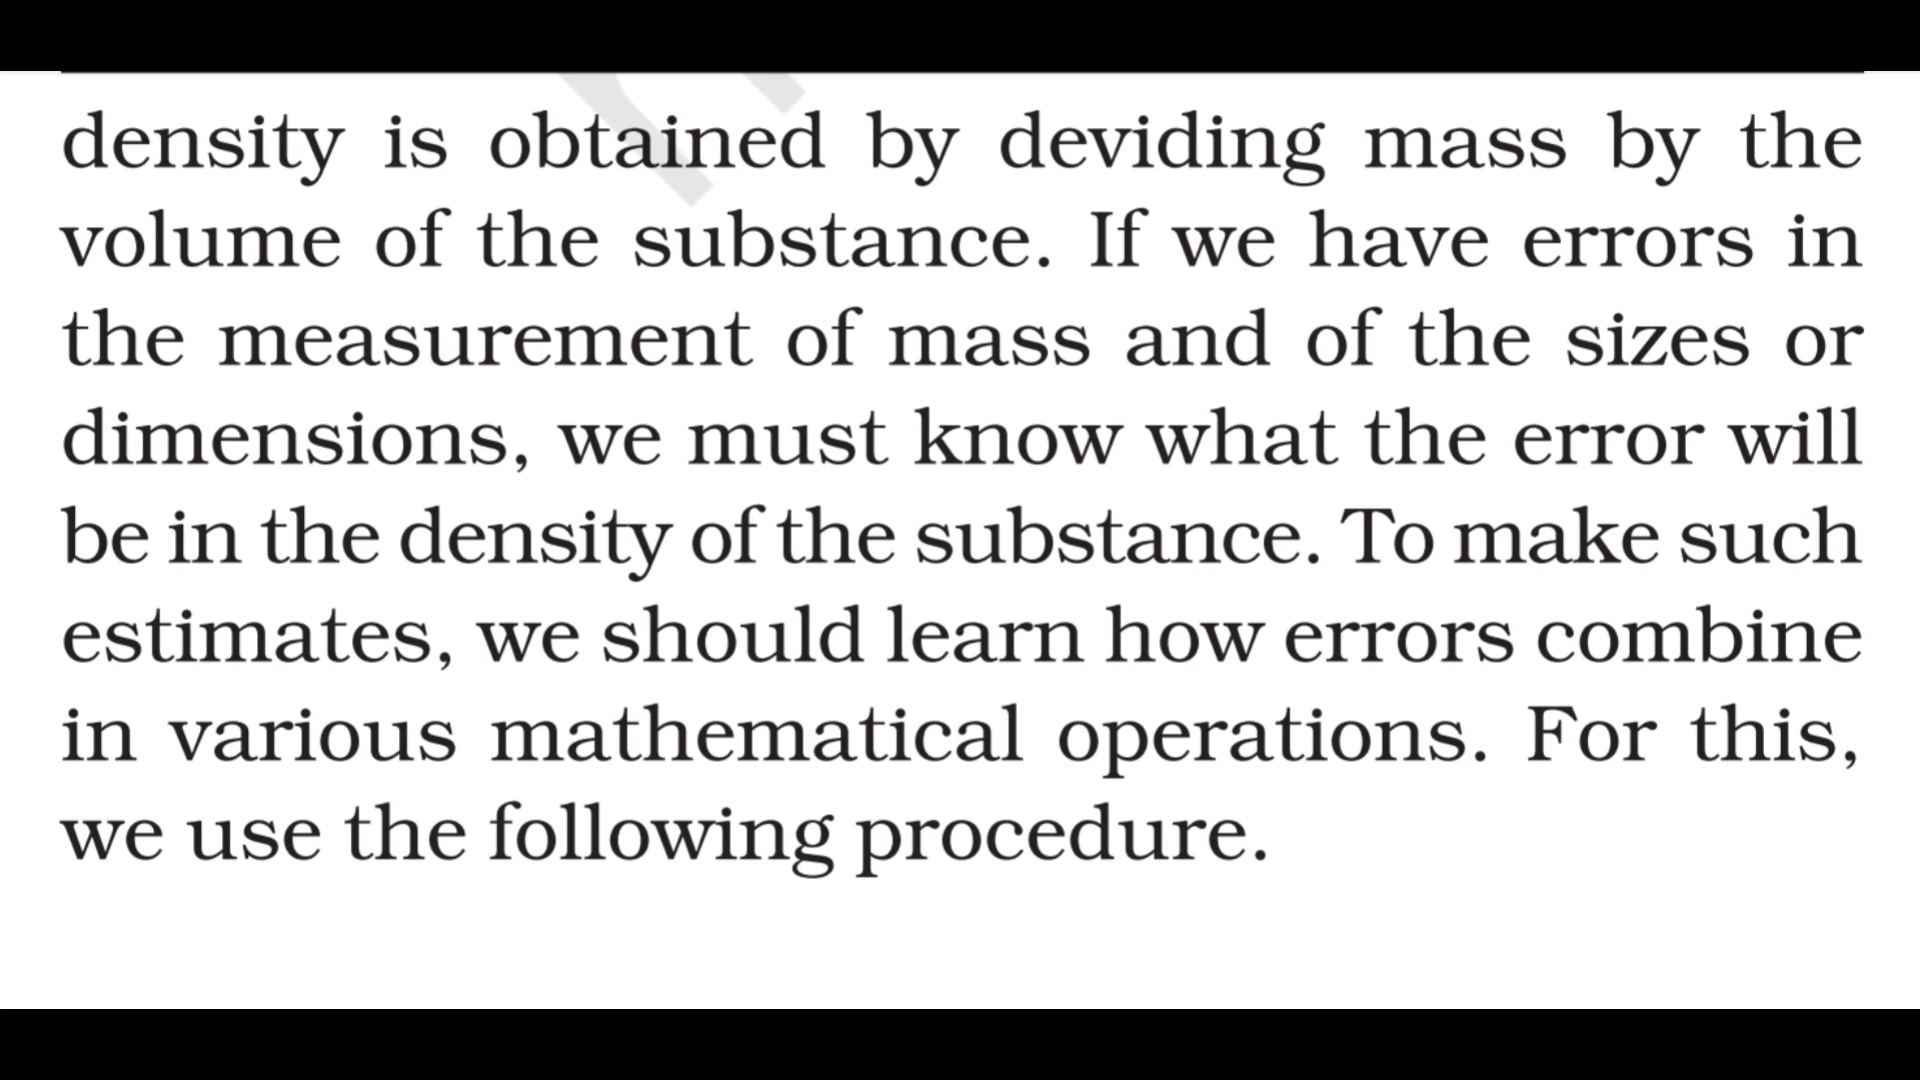 density is obtained by deviding mass by the
volume of the substance. If we have errors in
the measurement of mass and of the sizes or
dimensions, we must know what the error will
be in the density of the substance. To make such
estimates, we should learn how errors combine
in various mathematical operations. For this,
we use the following procedure.